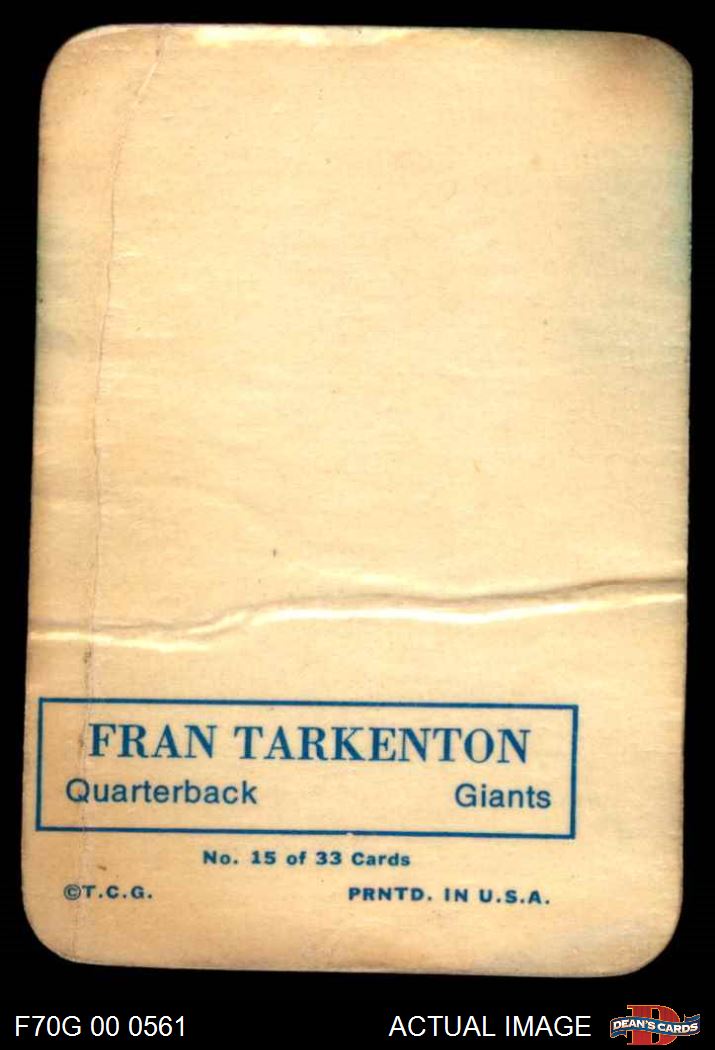 FRAN TARKENTON
Quarterback Giants
No. 15 of 33 Cards
©T.C.G. PRNTD. IN U.S.A.
F70G 00 0561 ACTUAL IMAGE DEAN'S CARDS